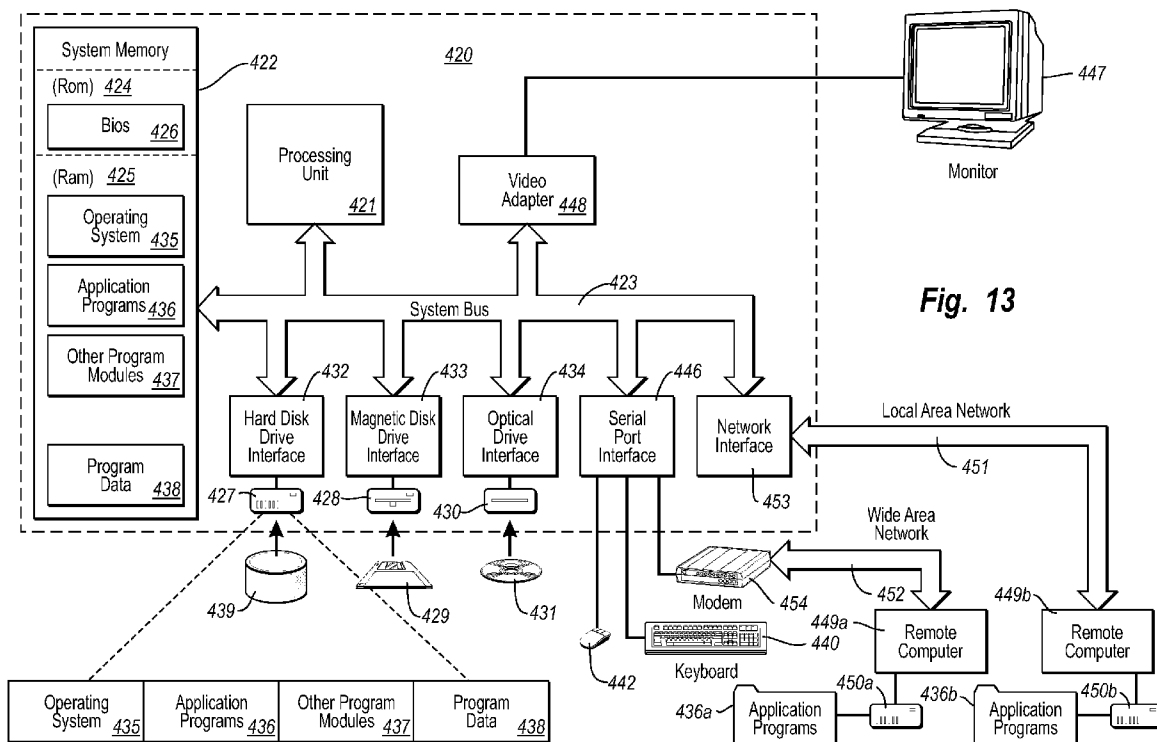 System Memory
422
(Rom) 424
Bios
426
(Ram) 425
Operating
System
435
Application
Programs
436
Other Program
Modules
437
Program
Data
438
420
Processing
Unit
421
Video
Adapter
448
447
Monitor
423
System Bus
Fig. 13
432
Hard Disk
Drive
Interface
433
Magnetic Disk
Drive
Interface
434
Optical
Drive
Interface
446
Serial
Port
Interface
Network
Interface
453
Local Area Network
451
427
428
430
439
429
431
Wide Area
Network
452
Modem
454
442
Keyboard
440
449a
Remote
Computer
449b
Remote
Computer
450a
450b
436a
Application
Programs
436b
Application
Programs
Operating
System
435
Application
Programs
436
Other Program
Modules
437
Program
Data
438